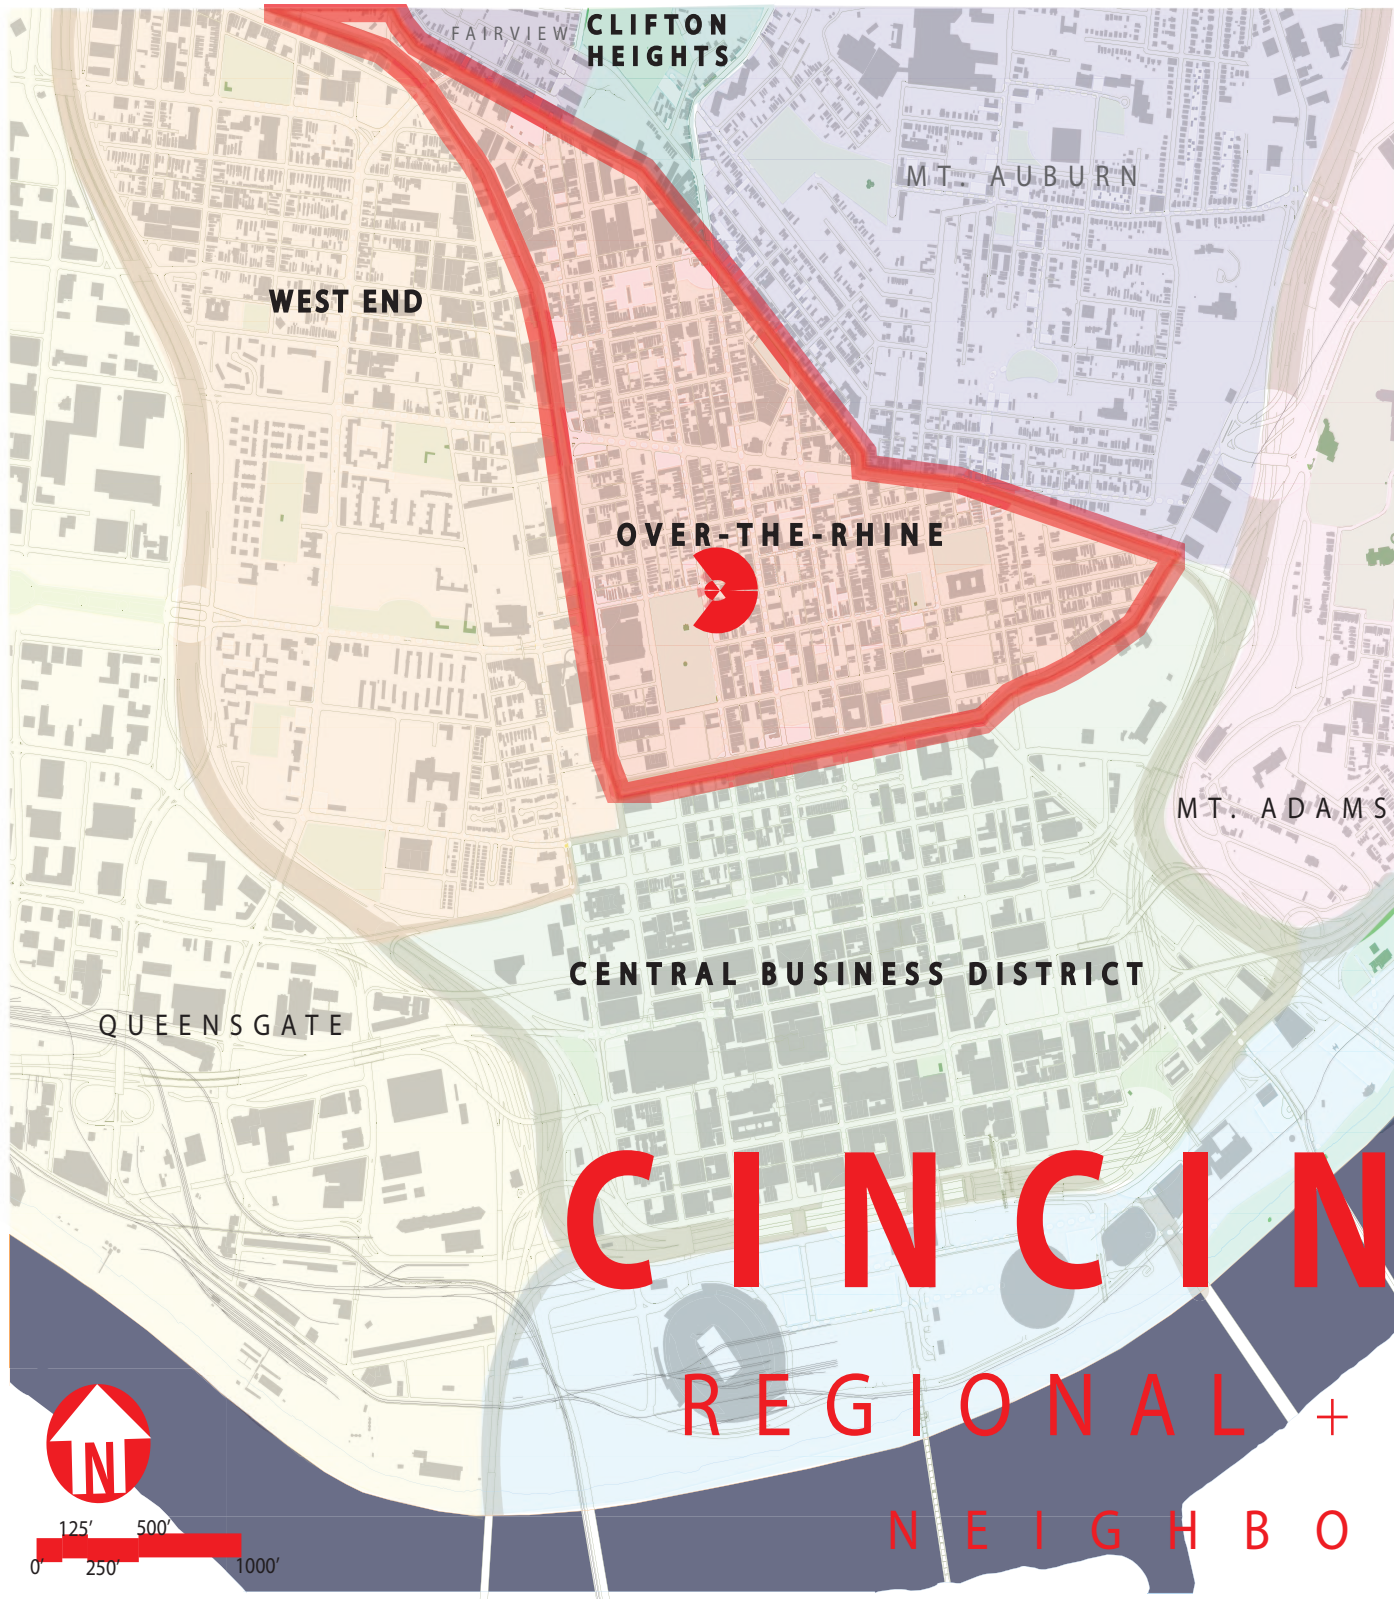 FAIRVIEW
CLIFTON
HEIGHTS
MT. AUBURN
WEST END
OVER-THE-RHINE
MT. ADAMS
CENTRAL BUSINESS DISTRICT
QUEENSGATE
CINCIN
REGIONAL +
NEIGHBO
N
125' 500'
0' 250' 1000'